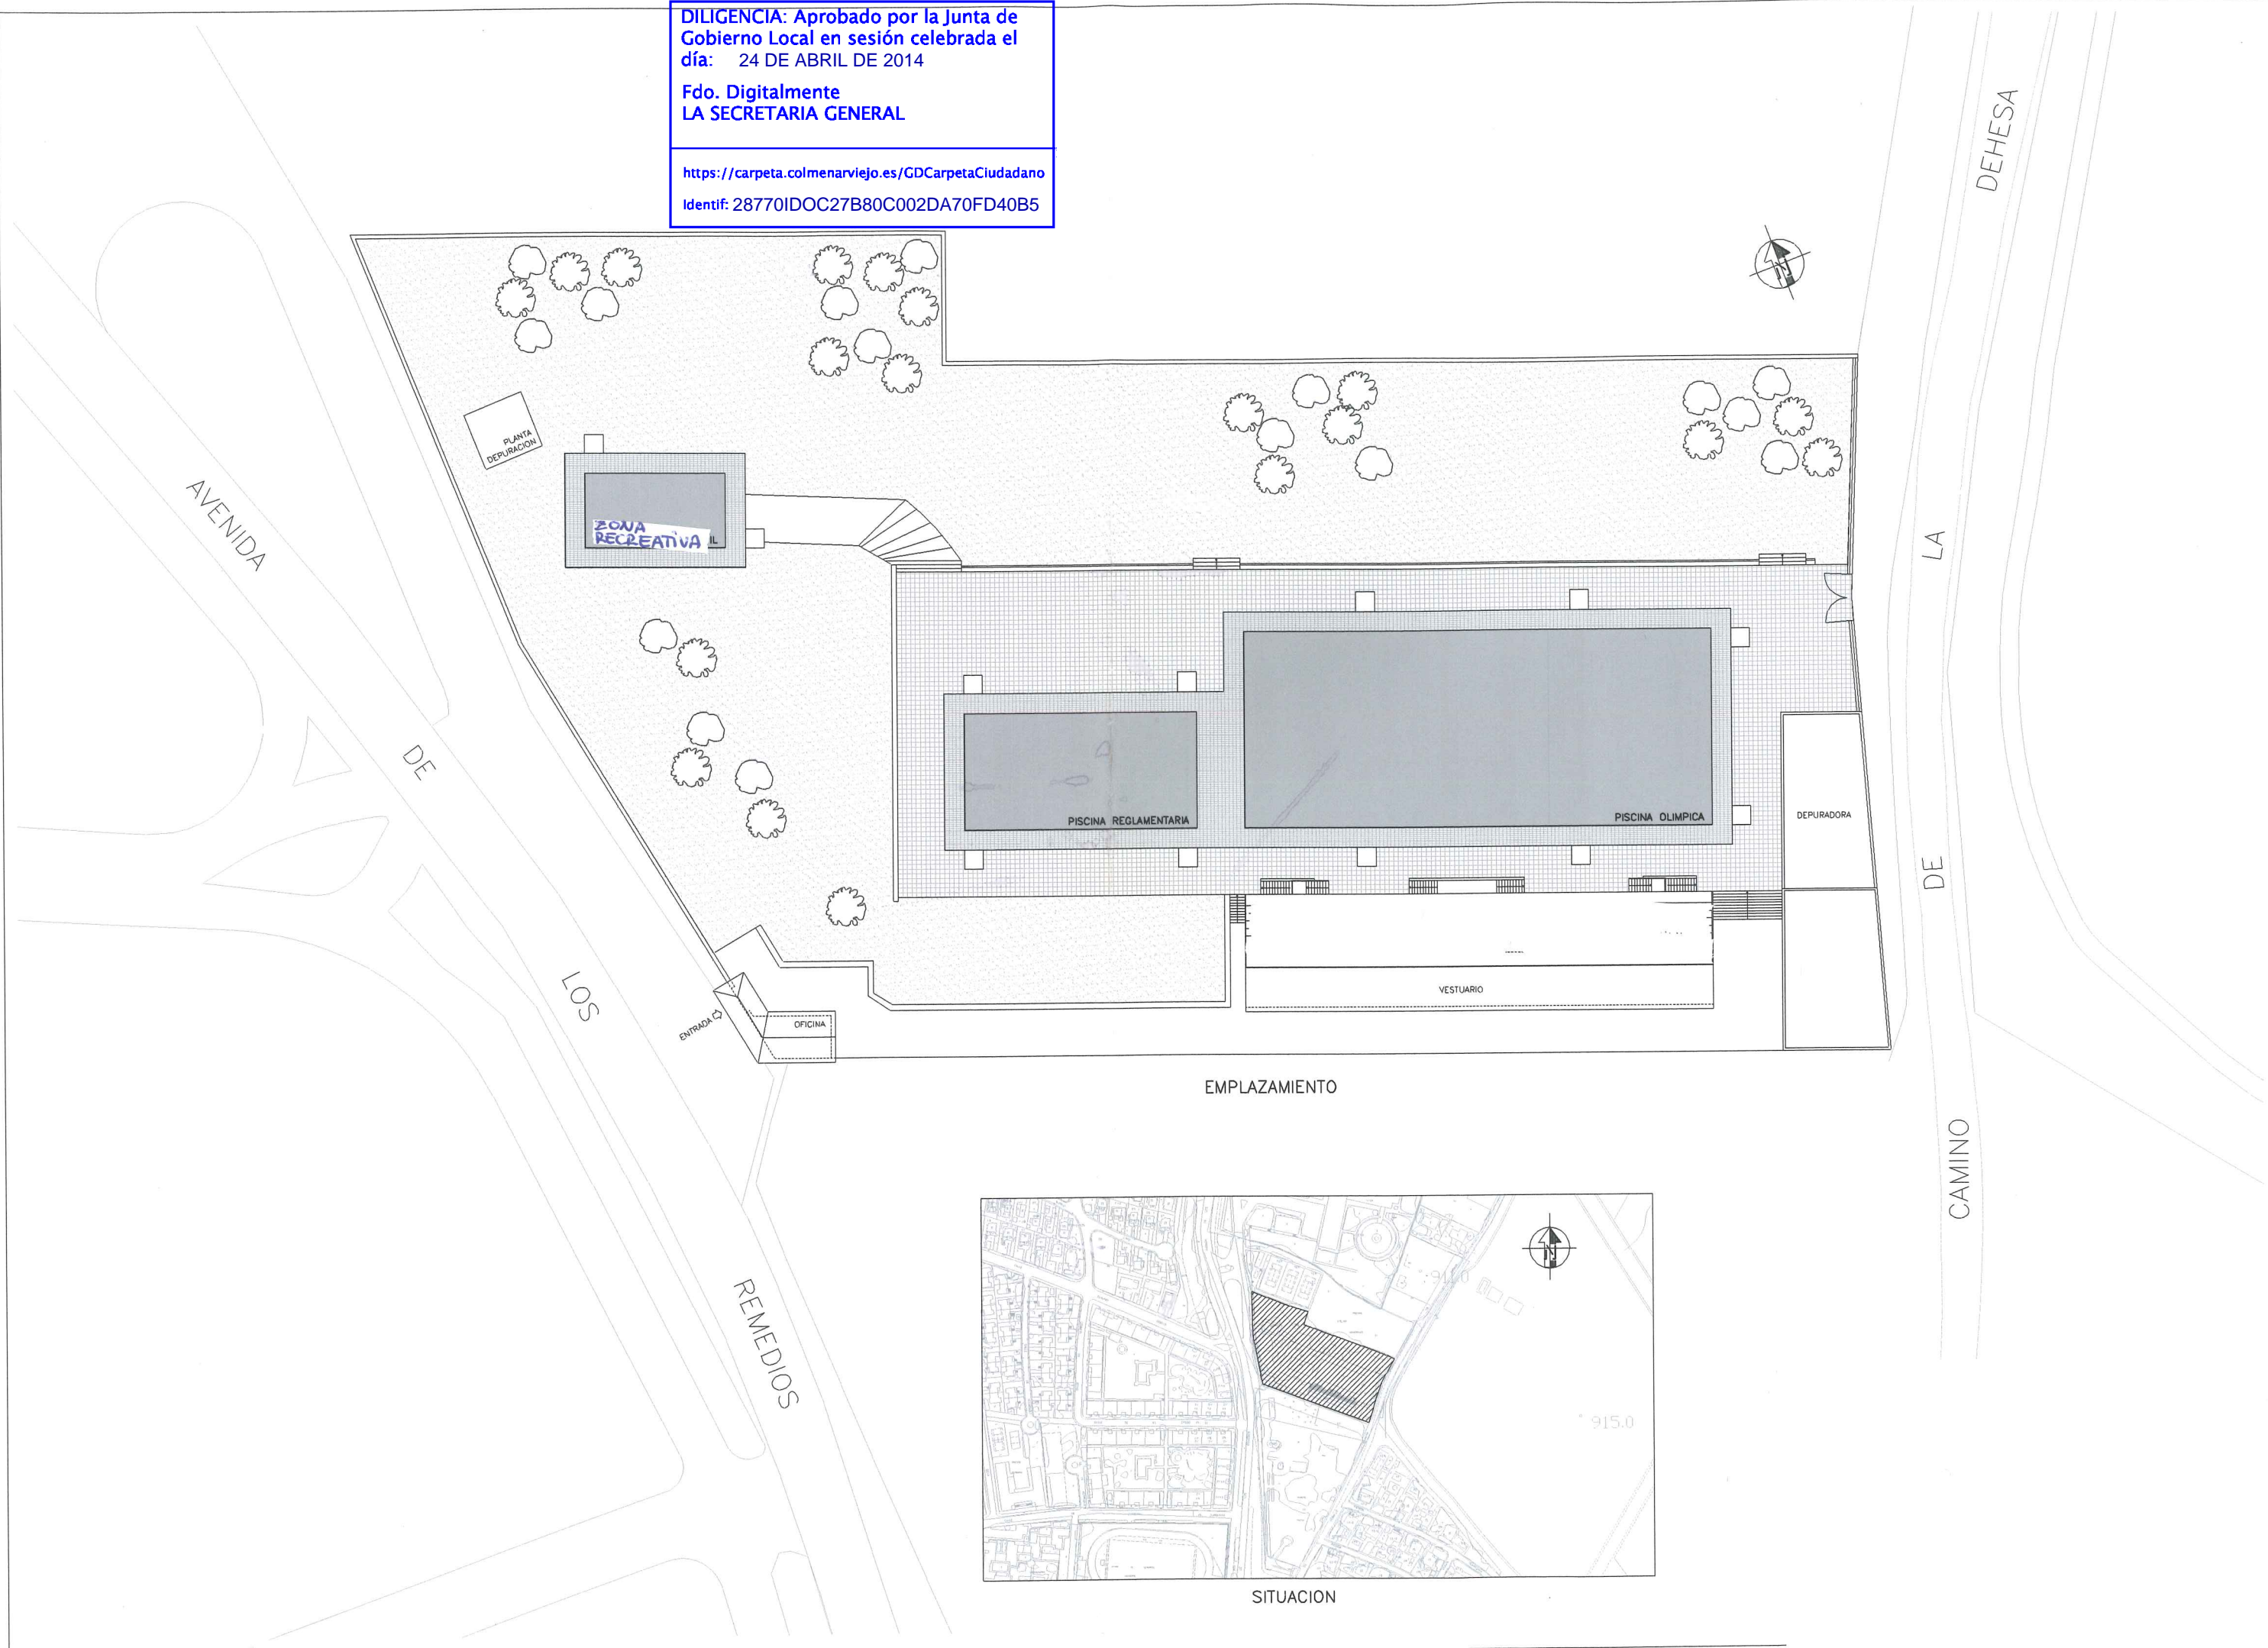 DILIGENCIA: Aprobado por la Junta de
Gobierno Local en sesión celebrada el
día: 24 DE ABRIL DE 2014
Fdo. Digitalmente
LA SECRETARIA GENERAL
https://carpeta.colmenarviejo.es/GDCarpetaCiudadano
Identif: 28770IDOC27B80C002DA70FD40B5
AVENIDA
DE
LOS
REMEDIOS
CAMINO
DE
LA
DEHESA
PLANTA
DEPURACION
ZONA
RECREATIVA IL
PISCINA REGLAMENTARIA
PISCINA OLIMPICA
DEPURADORA
VESTUARIO
OFICINA
ENTRADA
EMPLAZAMIENTO
N
N
915.0
SITUACION